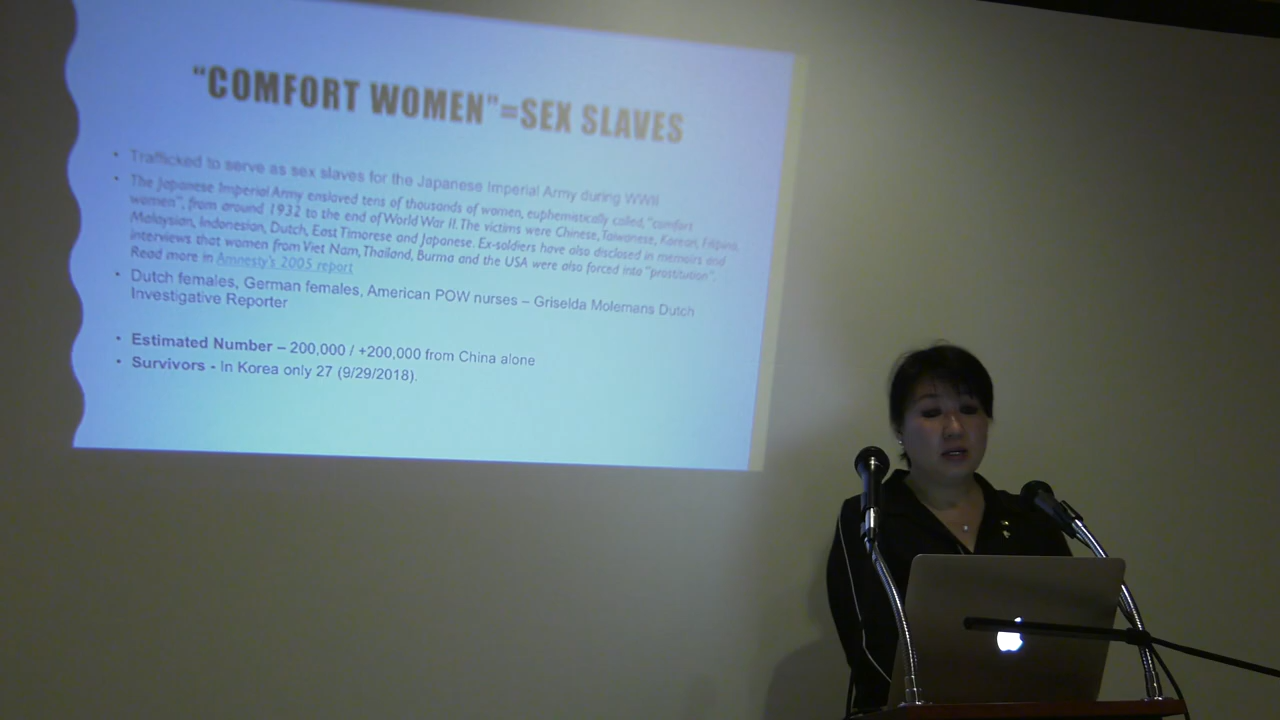 “COMFORT WOMEN”=SEX SLAVES
• Trafficked to serve as sex slaves for the Japanese Imperial Army during WWII
• The Japanese Imperial Army enslaved tens of thousands of women, euphemistically called, “comfort
women”, from around 1932 to the end of World War II. The victims were Chinese, Taiwanese, Korean, Filipina,
Malaysian, Indonesian, Dutch, East Timorese and Japanese. Ex-soldiers have also disclosed in memoirs and
interviews that women from Viet Nam, Thailand, Burma and the USA were also forced into “prostitution”.
Read more in Amnesty’s 2005 report
• Dutch females, German females, American POW nurses – Griselda Molemans Dutch
Investigative Reporter
• Estimated Number – 200,000 / +200,000 from China alone
• Survivors - In Korea only 27 (9/29/2018).